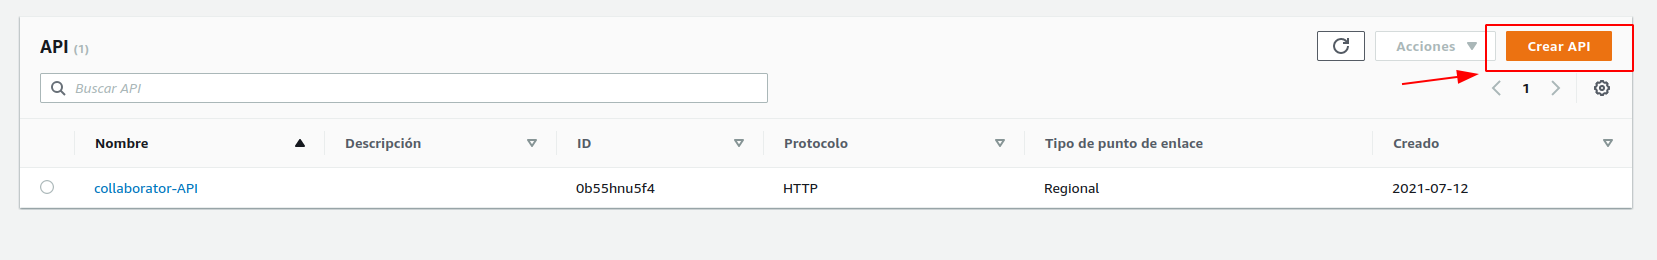 API (1)
Acciones
Crear API
Buscar API
1
Nombre Descripción ID Protocolo Tipo de punto de enlace Creado
collaborator-API 0b55hnu5f4 HTTP Regional 2021-07-12